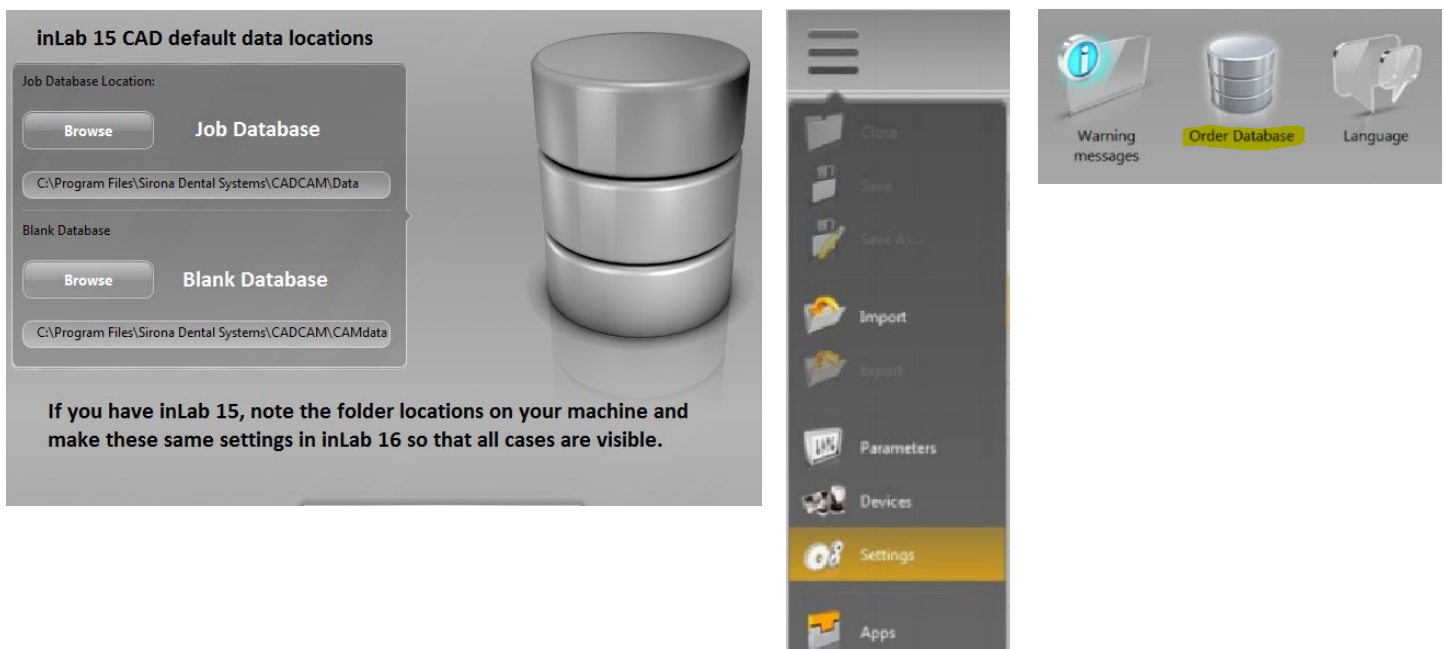 inLab 15 CAD default data locations
Job Database Location:
Browse
Job Database
C:\Program Files\Sirona Dental Systems\CADCAM\Data
Blank Database
Browse
Blank Database
C:\Program Files\Sirona Dental Systems\CADCAM\CAMdata
If you have inLab 15, note the folder locations on your machine and
make these same settings in inLab 16 so that all cases are visible.
Close
Save
Save As...
Import
Export
Parameters
Devices
Settings
Apps
Warning
messages
Order Database
Language